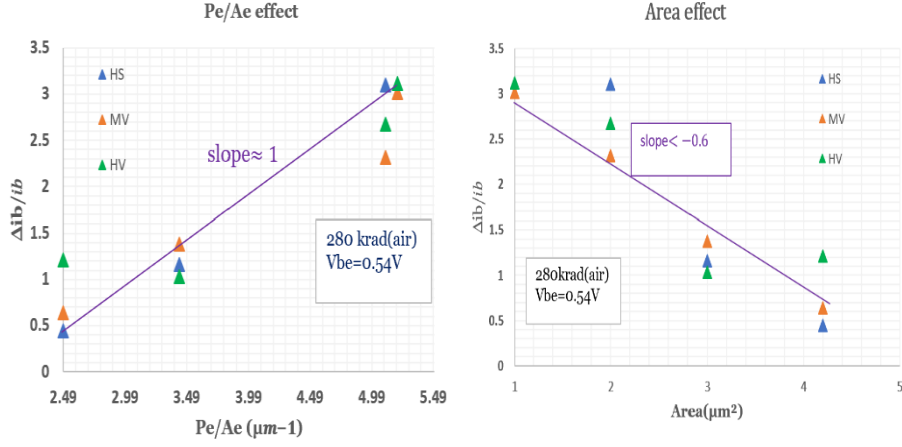 Pe/Ae effect
3.5
3
2.5
2
1.5
1
0.5
0
Δib/ib
HS
MV
HV
slope≈ 1
280 krad(air)
Vbe=0.54V
2.49 2.99 3.49 3.99 4.49 4.99 5.49
Pe/Ae (μm−1)
Area effect
3.5
3
2.5
2
1.5
1
0.5
0
Δib/ib
HS
MV
HV
slope< −0.6
280krad(air)
Vbe=0.54V
1 2 3 4 5
Area(μm²)